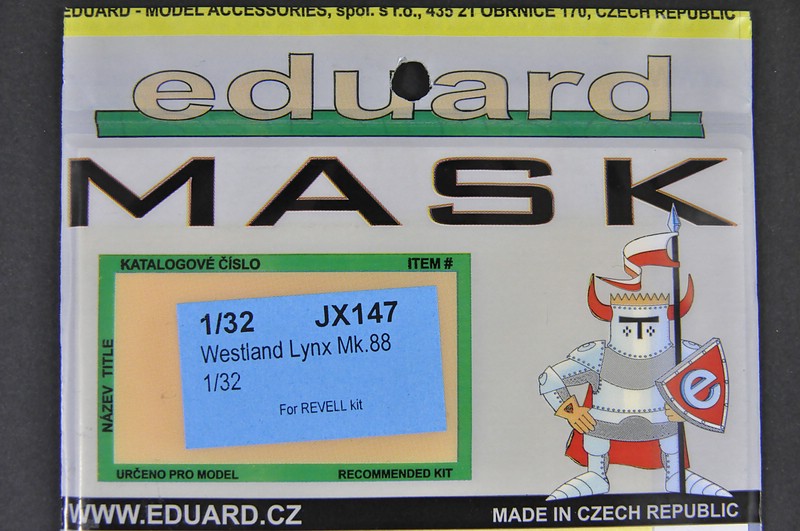 EDUARD - MODEL ACCESSORIES, spol. s r.o., 435 21 OBRNICE 170, CZECH REPUBLIC
eduard
MASK
KATALOGOVÉ ČÍSLO ITEM #
1/32 JX147
Westland Lynx Mk.88
1/32
For REVELL kit
NÁZEV TITLE
e
URČENO PRO MODEL RECOMMENDED KIT
WWW.EDUARD.CZ MADE IN CZECH REPUBLIC